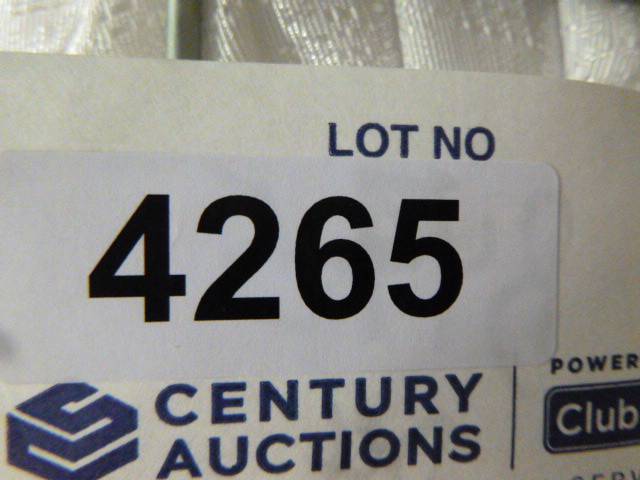 LOT NO
4265
CENTURY
AUCTIONS
POWER
Club